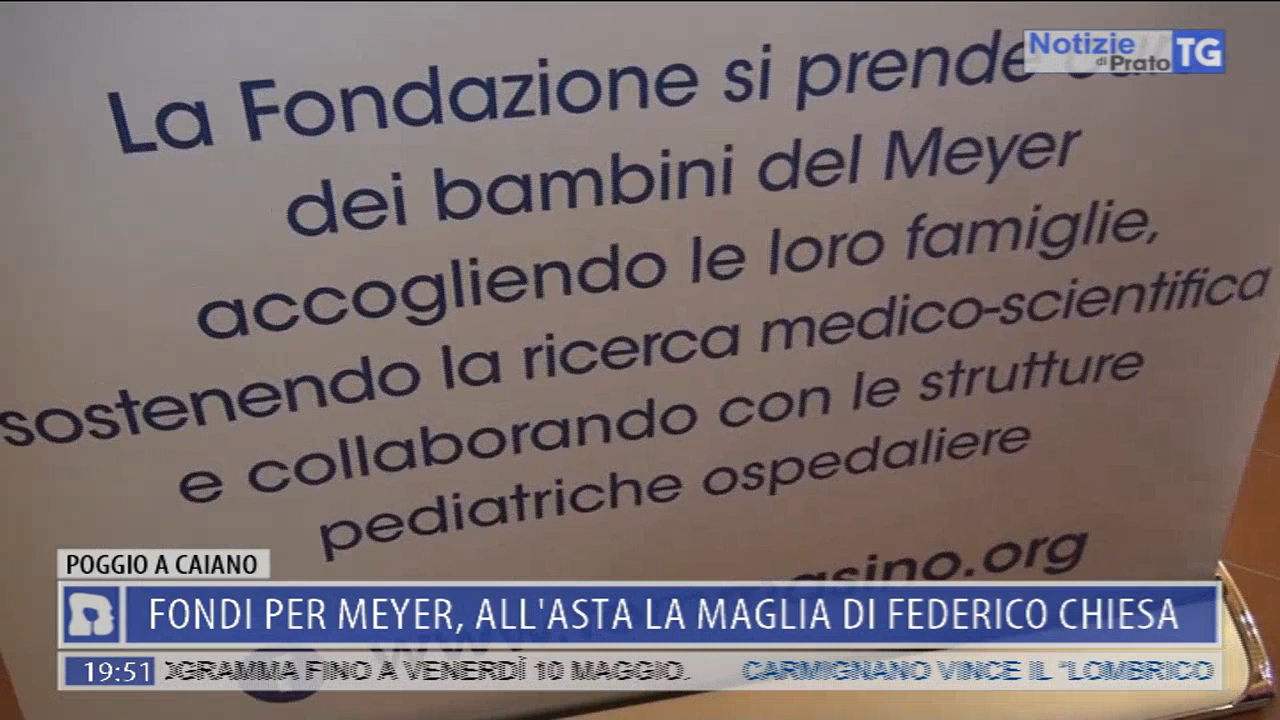 Notizie
di Prato TG
La Fondazione si prende
dei bambini del Meyer
accogliendo le loro famiglie,
sostenendo la ricerca medico-scientifica
e collaborando con le strutture
pediatriche ospedaliere
POGGIO A CAIANO
FONDI PER MEYER, ALL'ASTA LA MAGLIA DI FEDERICO CHIESA
19:51 OGRAMMA FINO A VENERDÌ 10 MAGGIO. CARMIGNANO VINCE IL "LOMBRICO